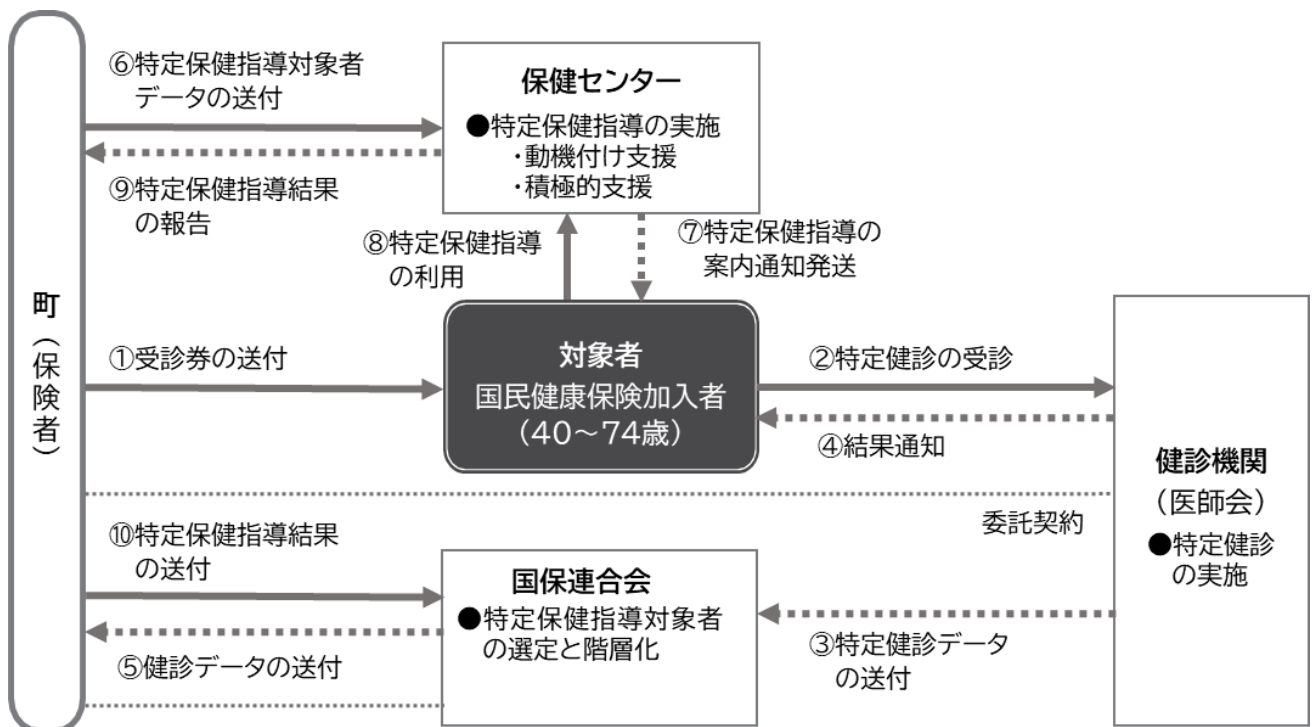 ⑥特定保健指導対象者
データの送付
保健センター
●特定保健指導の実施
・動機付け支援
・積極的支援
⑨特定保健指導結果
の報告
⑧特定保健指導
の利用
⑦特定保健指導の
案内通知発送
町（保険者）
①受診券の送付
対象者
国民健康保険加入者
（40～74歳）
②特定健診の受診
④結果通知
健診機関
（医師会）
●特定健診
の実施
委託契約
⑩特定保健指導結果
の送付
国保連合会
●特定保健指導対象者
の選定と階層化
⑤健診データの送付
③特定健診データ
の送付